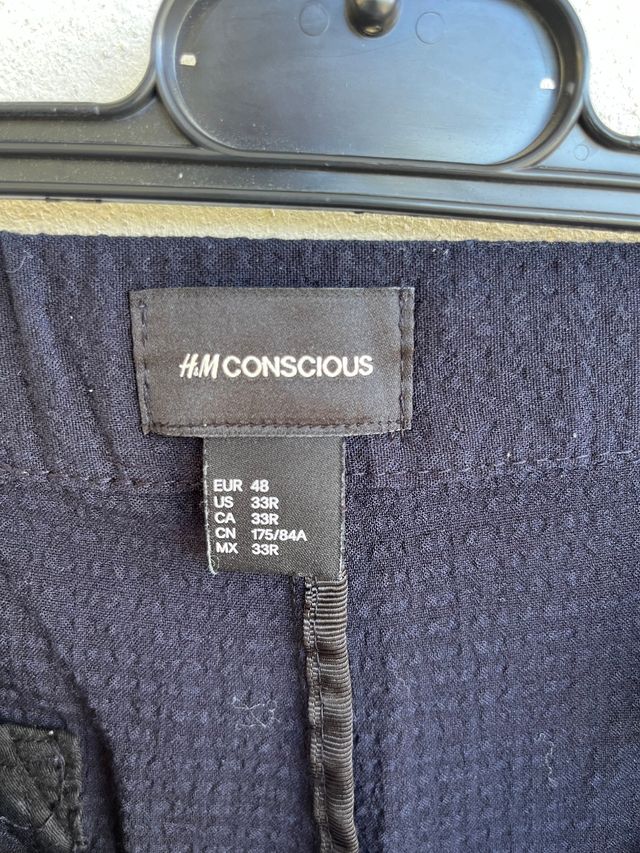 H&M CONSCIOUS
EUR 48
US 33R
CA 33R
CN 175/84A
MX 33R